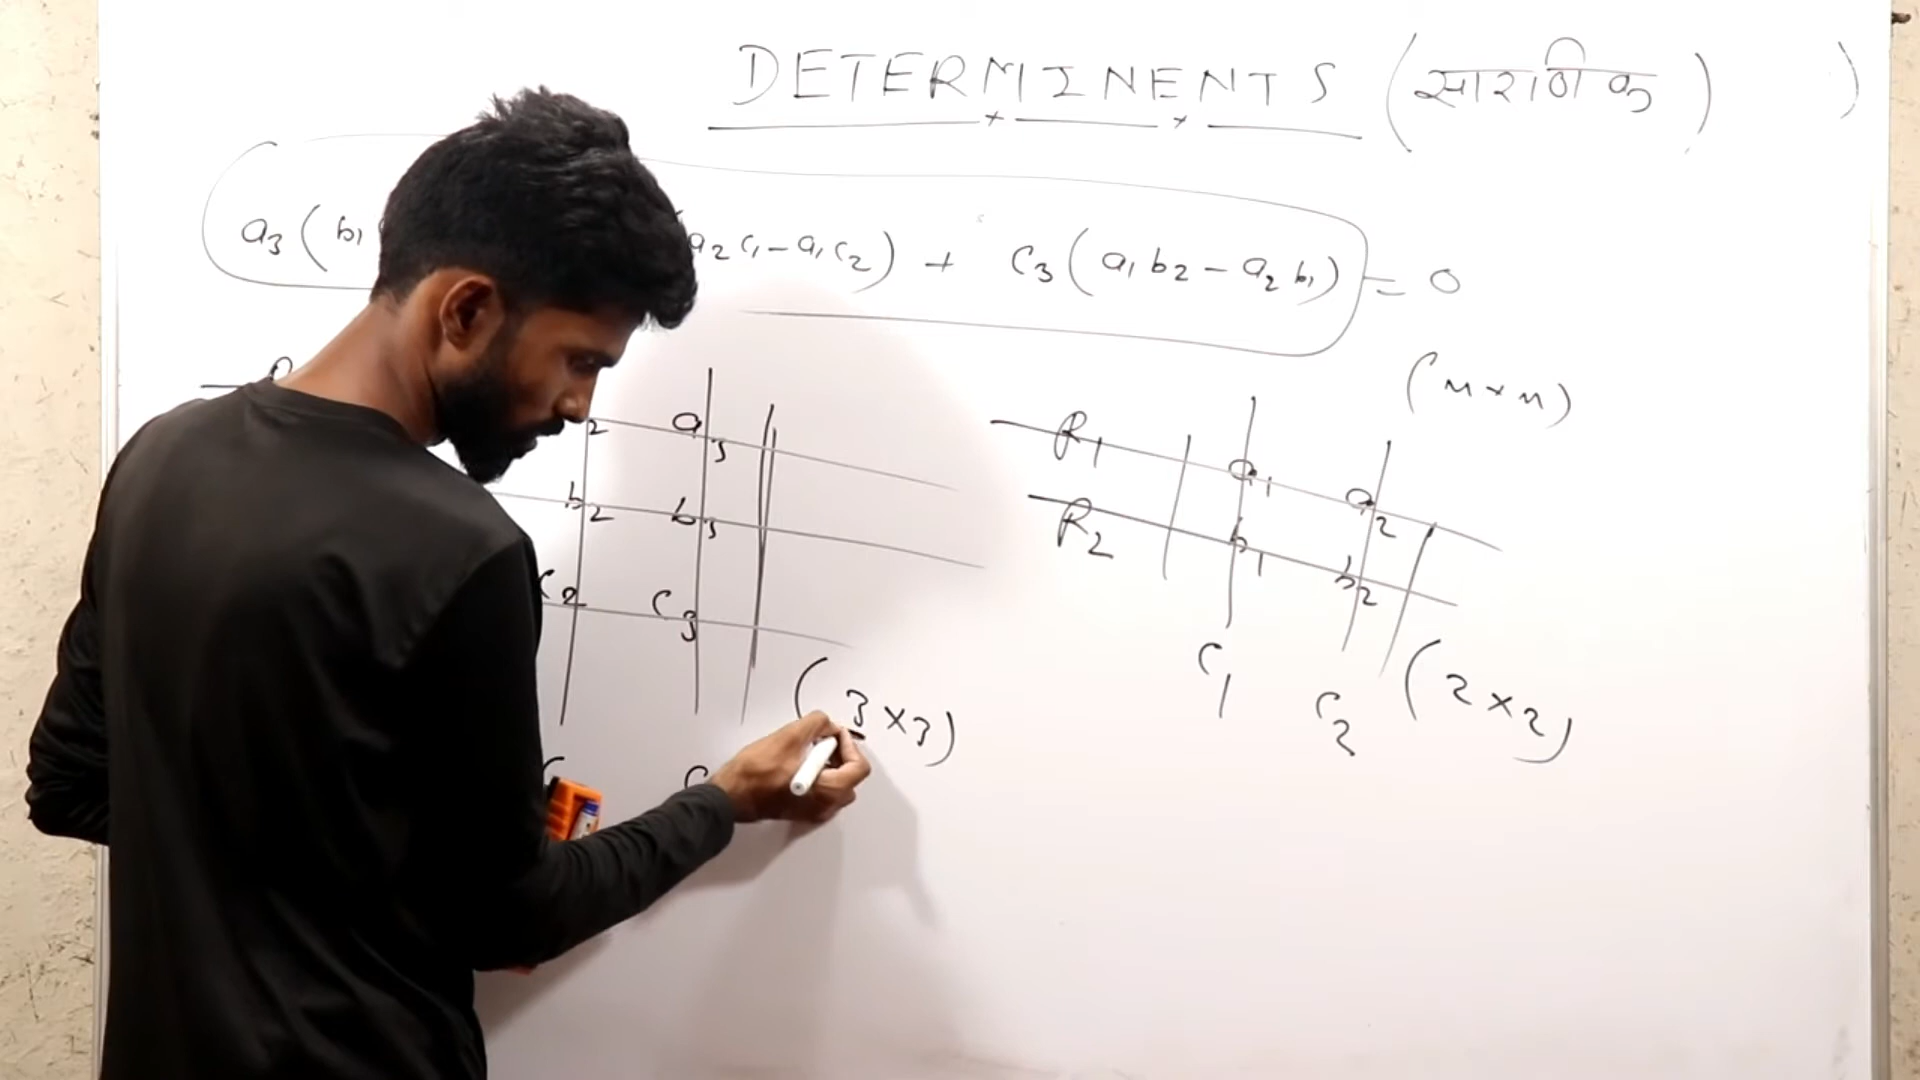 DETERMINENTS (सारणिक)
a₃(b₁ a₂c₁-a₁c₂) + c₃(a₁b₂-a₂b₁) = 0
(n×n)
a₃
b₂ b₃
c₂ c₃
(3×3)
R₁ a₁ a₂
R₂ b₁ b₂
C₁ C₂
(2×2)